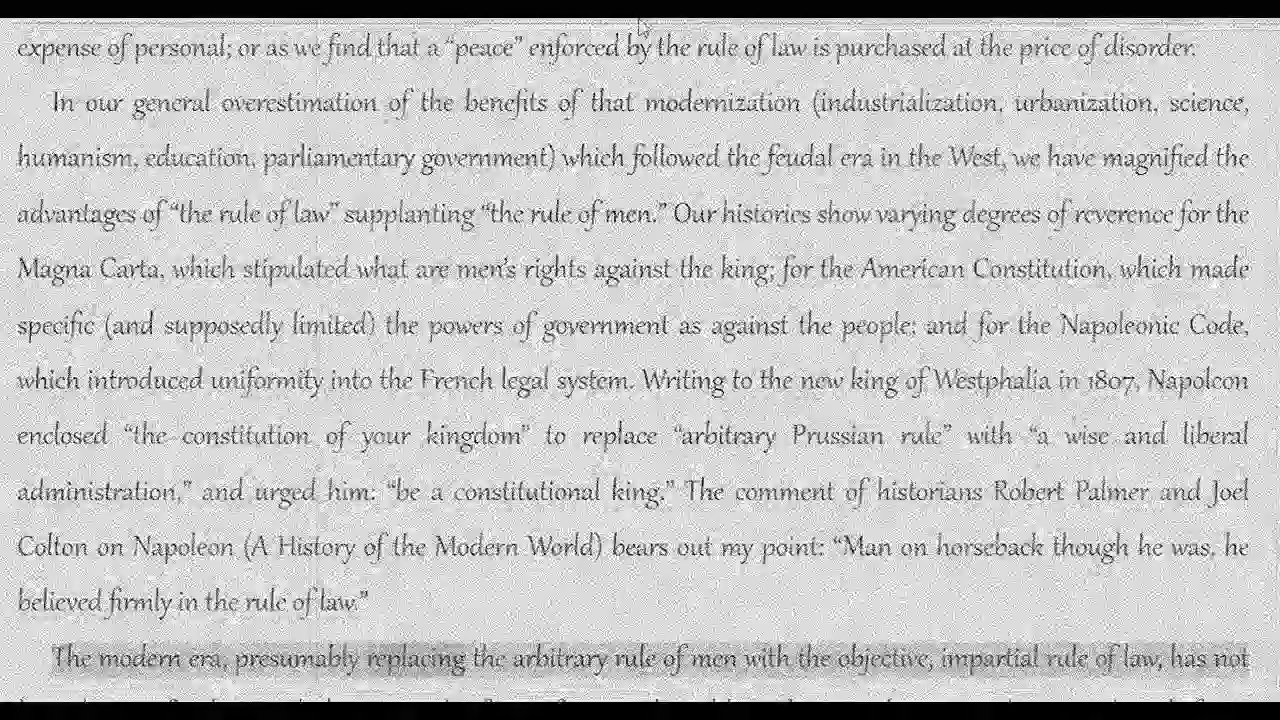 expense of personal; or as we find that a “peace” enforced by the rule of law is purchased at the price of disorder.
In our general overestimation of the benefits of that modernization (industrialization, urbanization, science,
humanism, education, parliamentary government) which followed the feudal era in the West, we have magnified the
advantages of “the rule of law” supplanting “the rule of men.” Our histories show varying degrees of reverence for the
Magna Carta, which stipulated what are men’s rights against the king; for the American Constitution, which made
specific (and supposedly limited) the powers of government as against the people; and for the Napoleonic Code,
which introduced uniformity into the French legal system. Writing to the new king of Westphalia in 1807, Napoleon
enclosed “the constitution of your kingdom” to replace “arbitrary Prussian rule” with “a wise and liberal
administration,” and urged him: “be a constitutional king.” The comment of historians Robert Palmer and Joel
Colton on Napoleon (A History of the Modern World) bears out my point: “Man on horseback though he was, he
believed firmly in the rule of law.”
The modern era, presumably replacing the arbitrary rule of men with the objective, impartial rule of law, has not